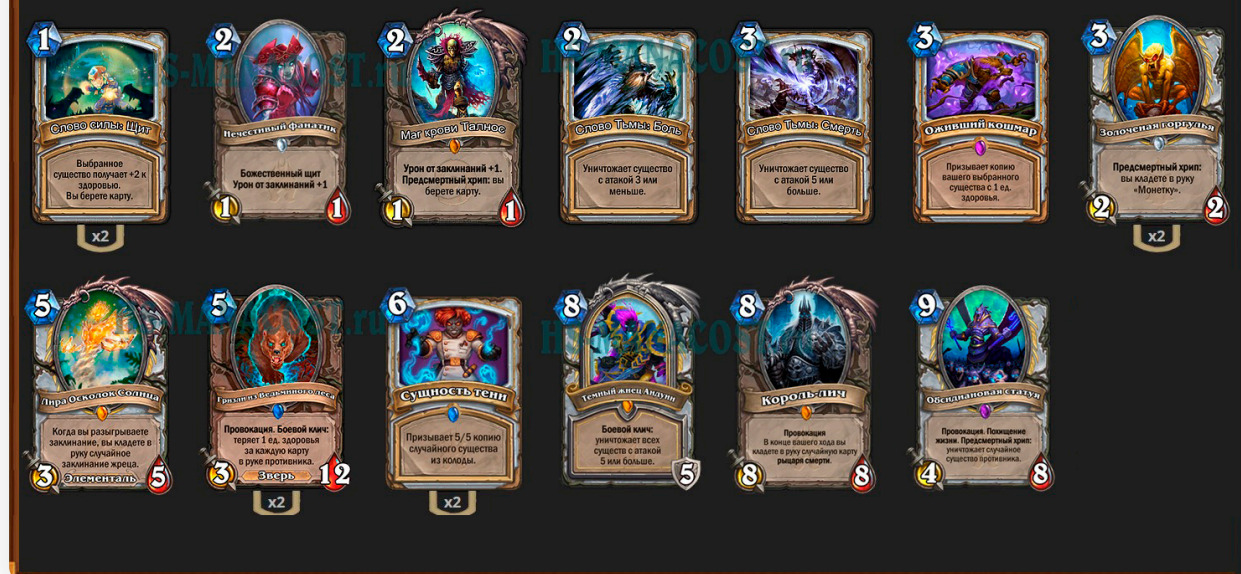 1
Слово силы: Щит
Выбранное
существо получает +2 к
здоровью.
Вы берете карту.
x2
2
Нечестивый фанатик
Божественный щит
Урон от заклинаний +1
1
1
2
Маг крови Талнос
Урон от заклинаний +1.
Предсмертный хрип: вы
берете карту.
1
1
2
Слово Тьмы: Боль
Уничтожает существо
с атакой 3 или
меньше.
3
Слово Тьмы: Смерть
Уничтожает существо
с атакой 5 или
больше.
3
Оживший кошмар
Призывает копию
вашего выбранного
существа с 1 ед.
здоровья.
3
Золоченая горгулья
Предсмертный хрип:
вы кладете в руку
«Монетку».
2
2
x2
5
Лира Осколок Солнца
Когда вы разыгрываете
заклинание, вы кладете в
руку случайное
заклинание жреца.
3
Элементаль
5
5
Гризли из Ведьминого леса
Провокация. Боевой клич:
теряет 1 ед. здоровья
за каждую карту
в руке противника.
3
Зверь
12
x2
6
Сущность тени
Призывает 5/5 копию
случайного существа
из колоды.
x2
8
Темный жнец Андуин
Боевой клич:
уничтожает всех
существ с атакой
5 или больше.
5
8
Король-лич
Провокация
В конце вашего хода вы
кладете в руку случайную карту
рыцаря смерти.
8
8
9
Обсидиановая статуя
Провокация. Похищение
жизни. Предсмертный хрип:
уничтожает случайное
существо противника.
4
8